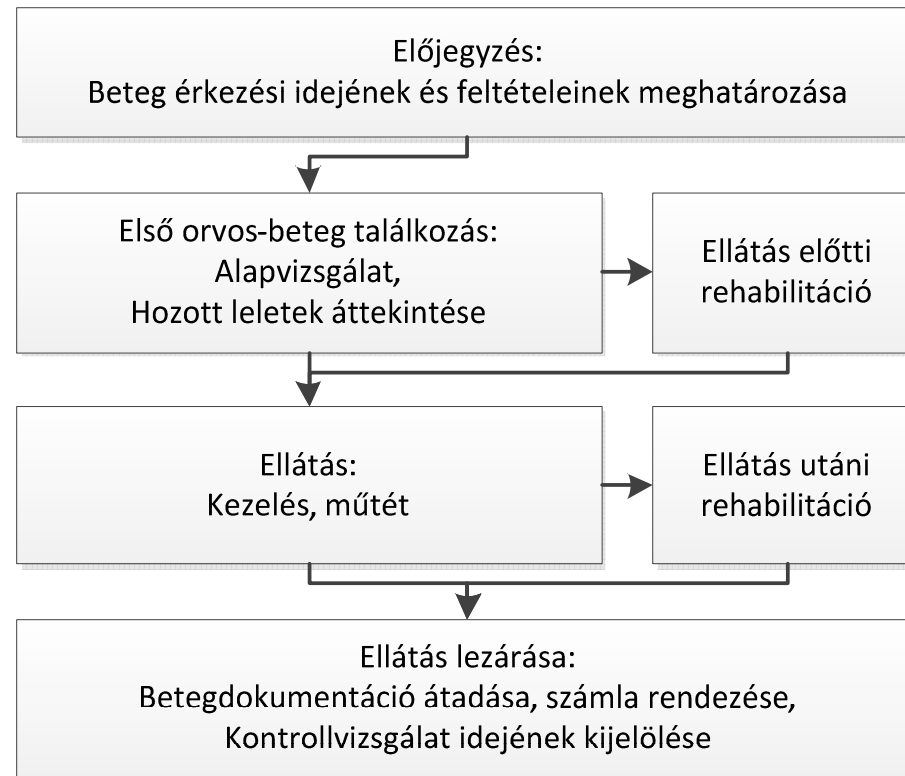 Előjegyzés:
Beteg érkezési idejének és feltételeinek meghatározása
Első orvos-beteg találkozás:
Alapvizsgálat,
Hozott leletek áttekintése
Ellátás előtti
rehabilitáció
Ellátás:
Kezelés, műtét
Ellátás utáni
rehabilitáció
Ellátás lezárása:
Betegdokumentáció átadása, számla rendezése,
Kontrollvizsgálat idejének kijelölése